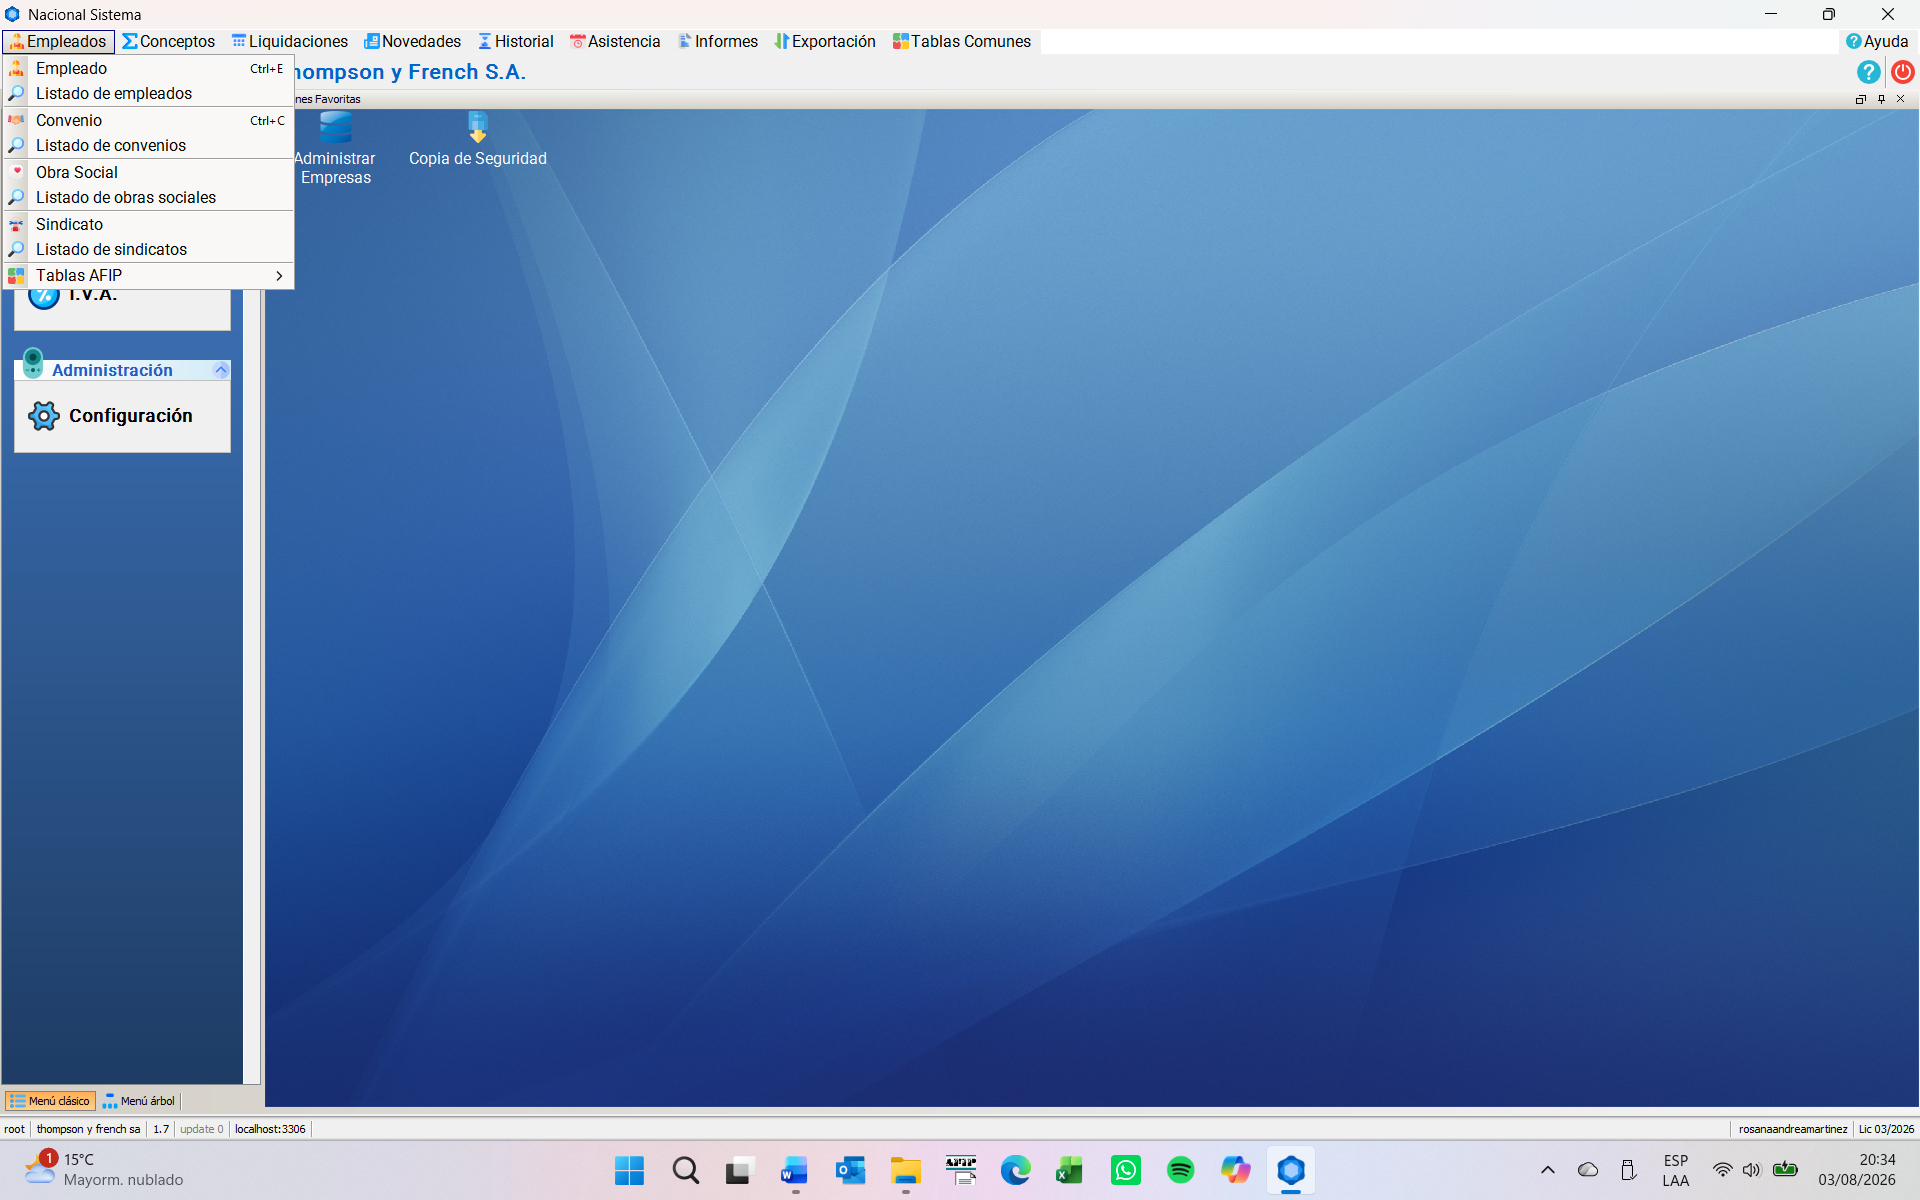 Nacional Sistema
Empleados Conceptos Liquidaciones Novedades Historial Asistencia Informes Exportación Tablas Comunes Ayuda
Empleado Ctrl+E
Listado de empleados
Convenio Ctrl+C
Listado de convenios
Obra Social
Listado de obras sociales
Sindicato
Listado de sindicatos
Tablas AFIP
hompson y French S.A.
nes Favoritas
Administrar
Empresas
Copia de Seguridad
I.V.A.
Administración
Configuración
Menú clásico Menú árbol
root thompson y french sa 1.7 update 0 localhost:3306 rosanaandreamartinez Lic 03/2026
1
15°C
Mayorm. nublado
AFIP
ESP
LAA
20:34
03/08/2026